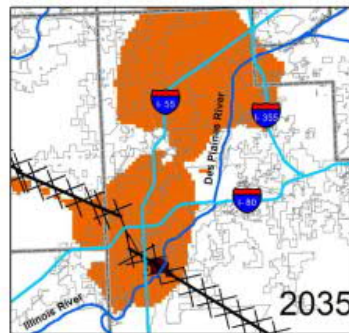 I- 55
Des Plaines River
I- 355
I- 80
Illinois River
2035